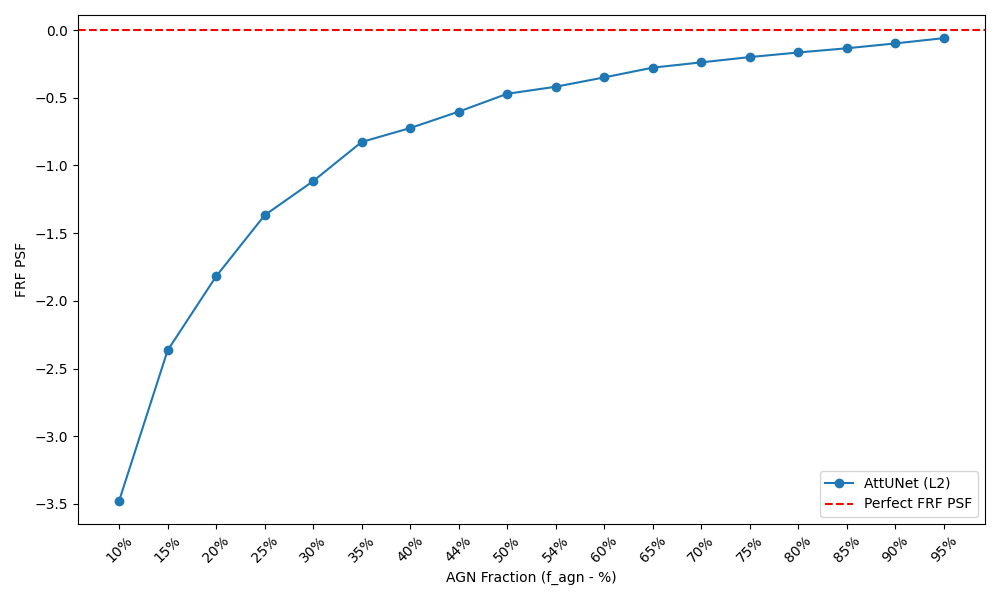 0.0
−0.5
−1.0
−1.5
−2.0
−2.5
−3.0
−3.5
FRF PSF
AttUNet (L2)
Perfect FRF PSF
10% 15% 20% 25% 30% 35% 40% 44% 50% 54% 60% 65% 70% 75% 80% 85% 90% 95%
AGN Fraction (f_agn - %)